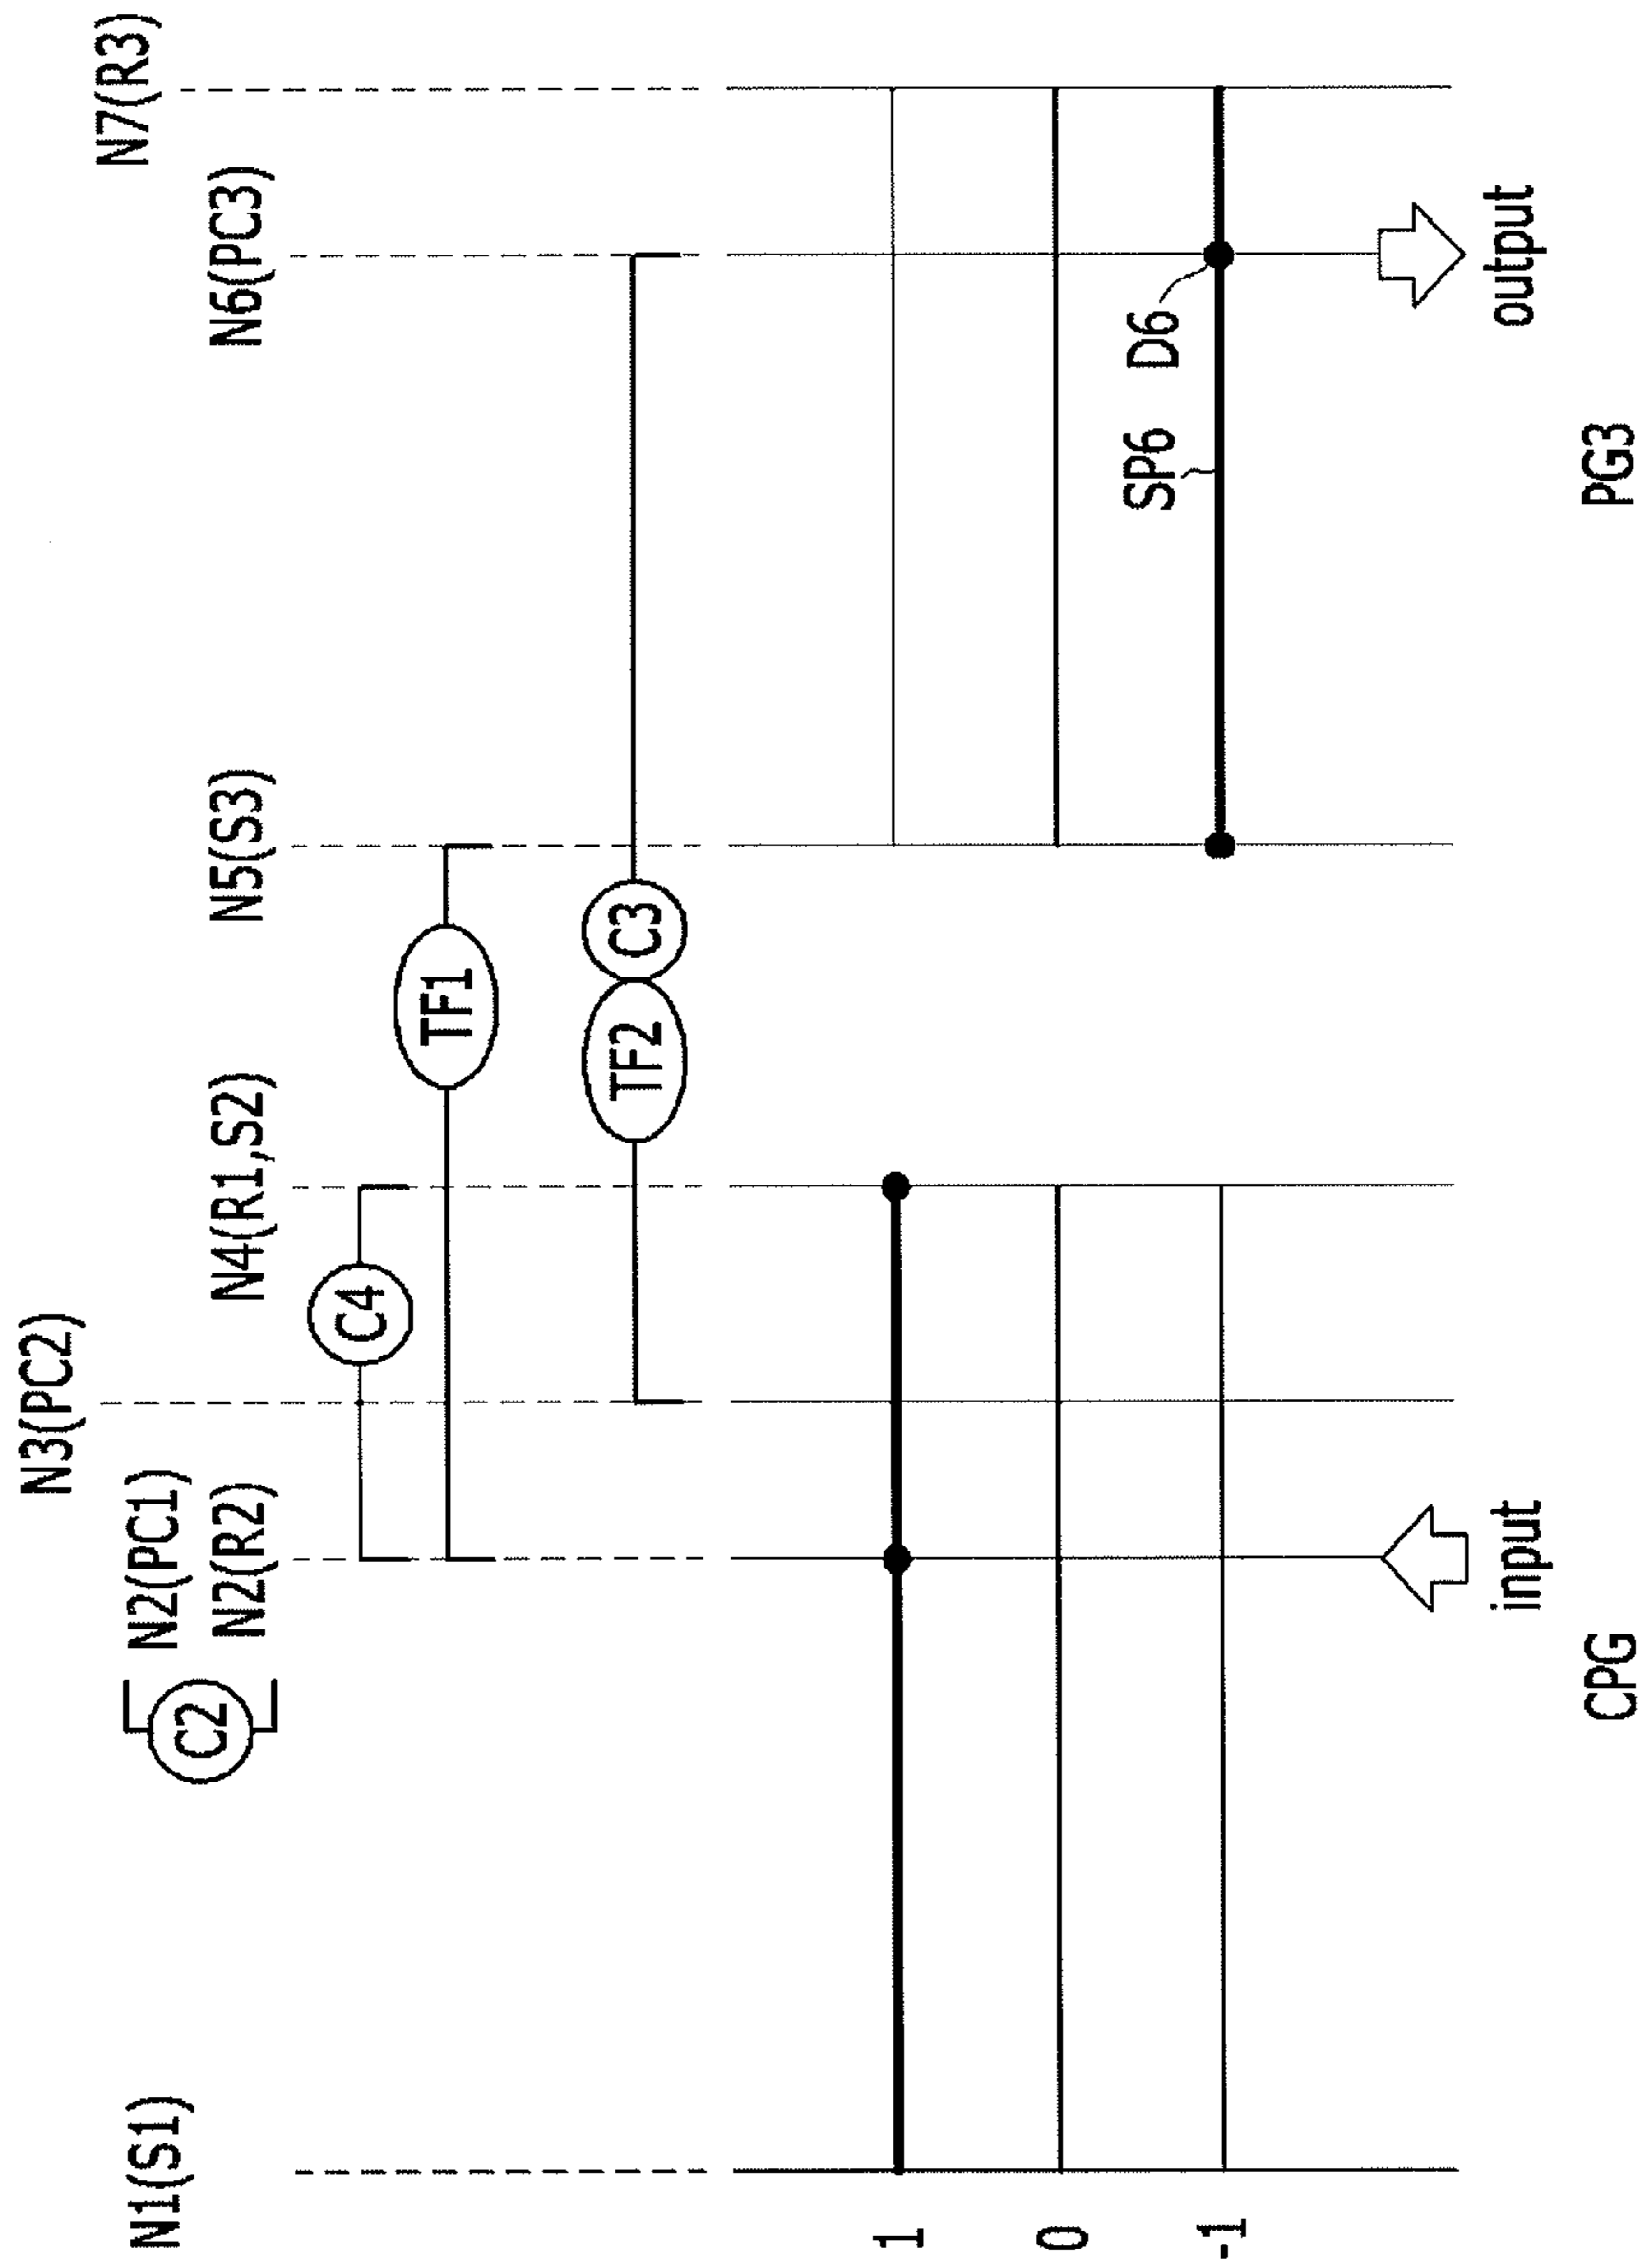 N3(PC2)
N7(R3)
N1(S1)
C2
N2(PC1)
N2(R2)
N4(R1,S2)
N5(S3)
N6(PC3)
C4
TF1
TF2
C3
1
0
-1
SP6
D6
input
output
CPG
PG3